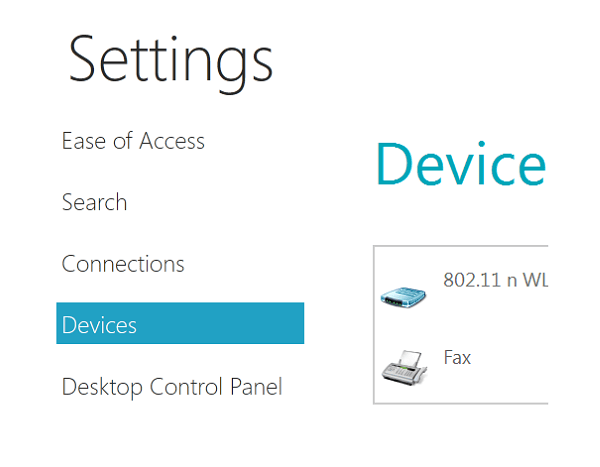 Settings
Ease of Access
Search
Connections
Devices
Desktop Control Panel
Device
802.11 n WL
Fax